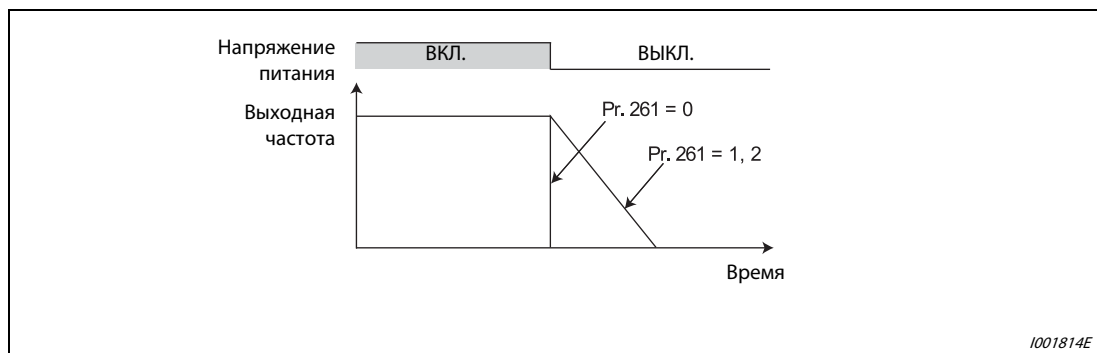 Напряжение
питания
ВКЛ.
ВЫКЛ.
Выходная
частота
Pr. 261 = 0
Pr. 261 = 1, 2
Время
I001814E